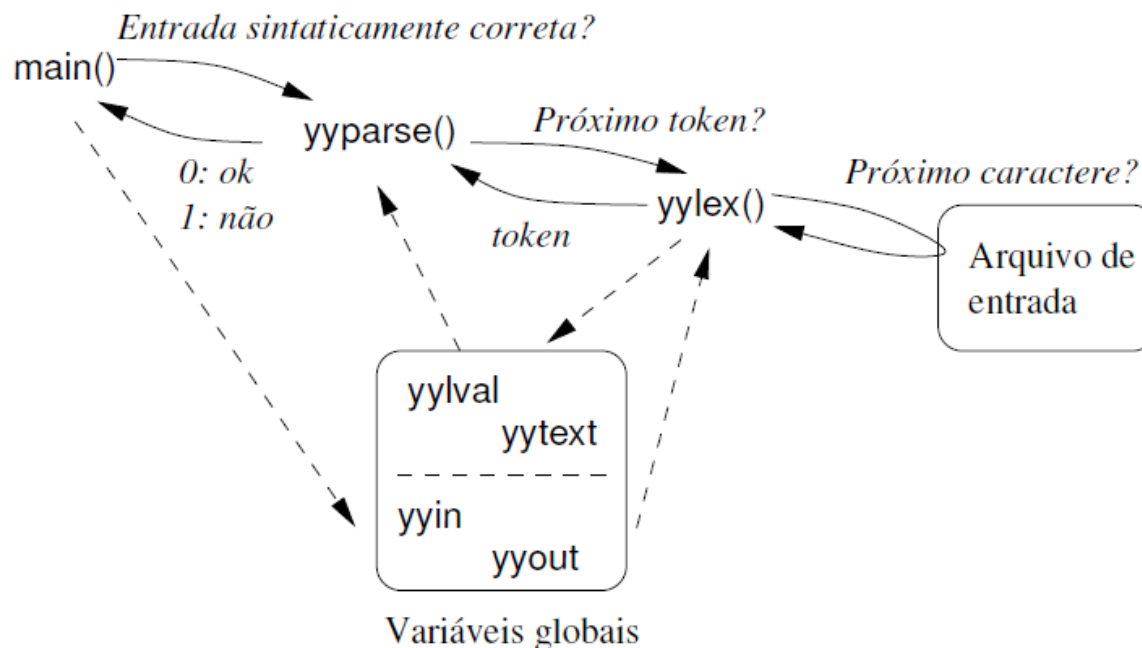 Entrada sintaticamente correta?
main()
yyparse()
Próximo token?
0: ok
1: não
Próximo caractere?
yylex()
token
Arquivo de
entrada
yylval
yytext
yyin
yyout
Variáveis globais